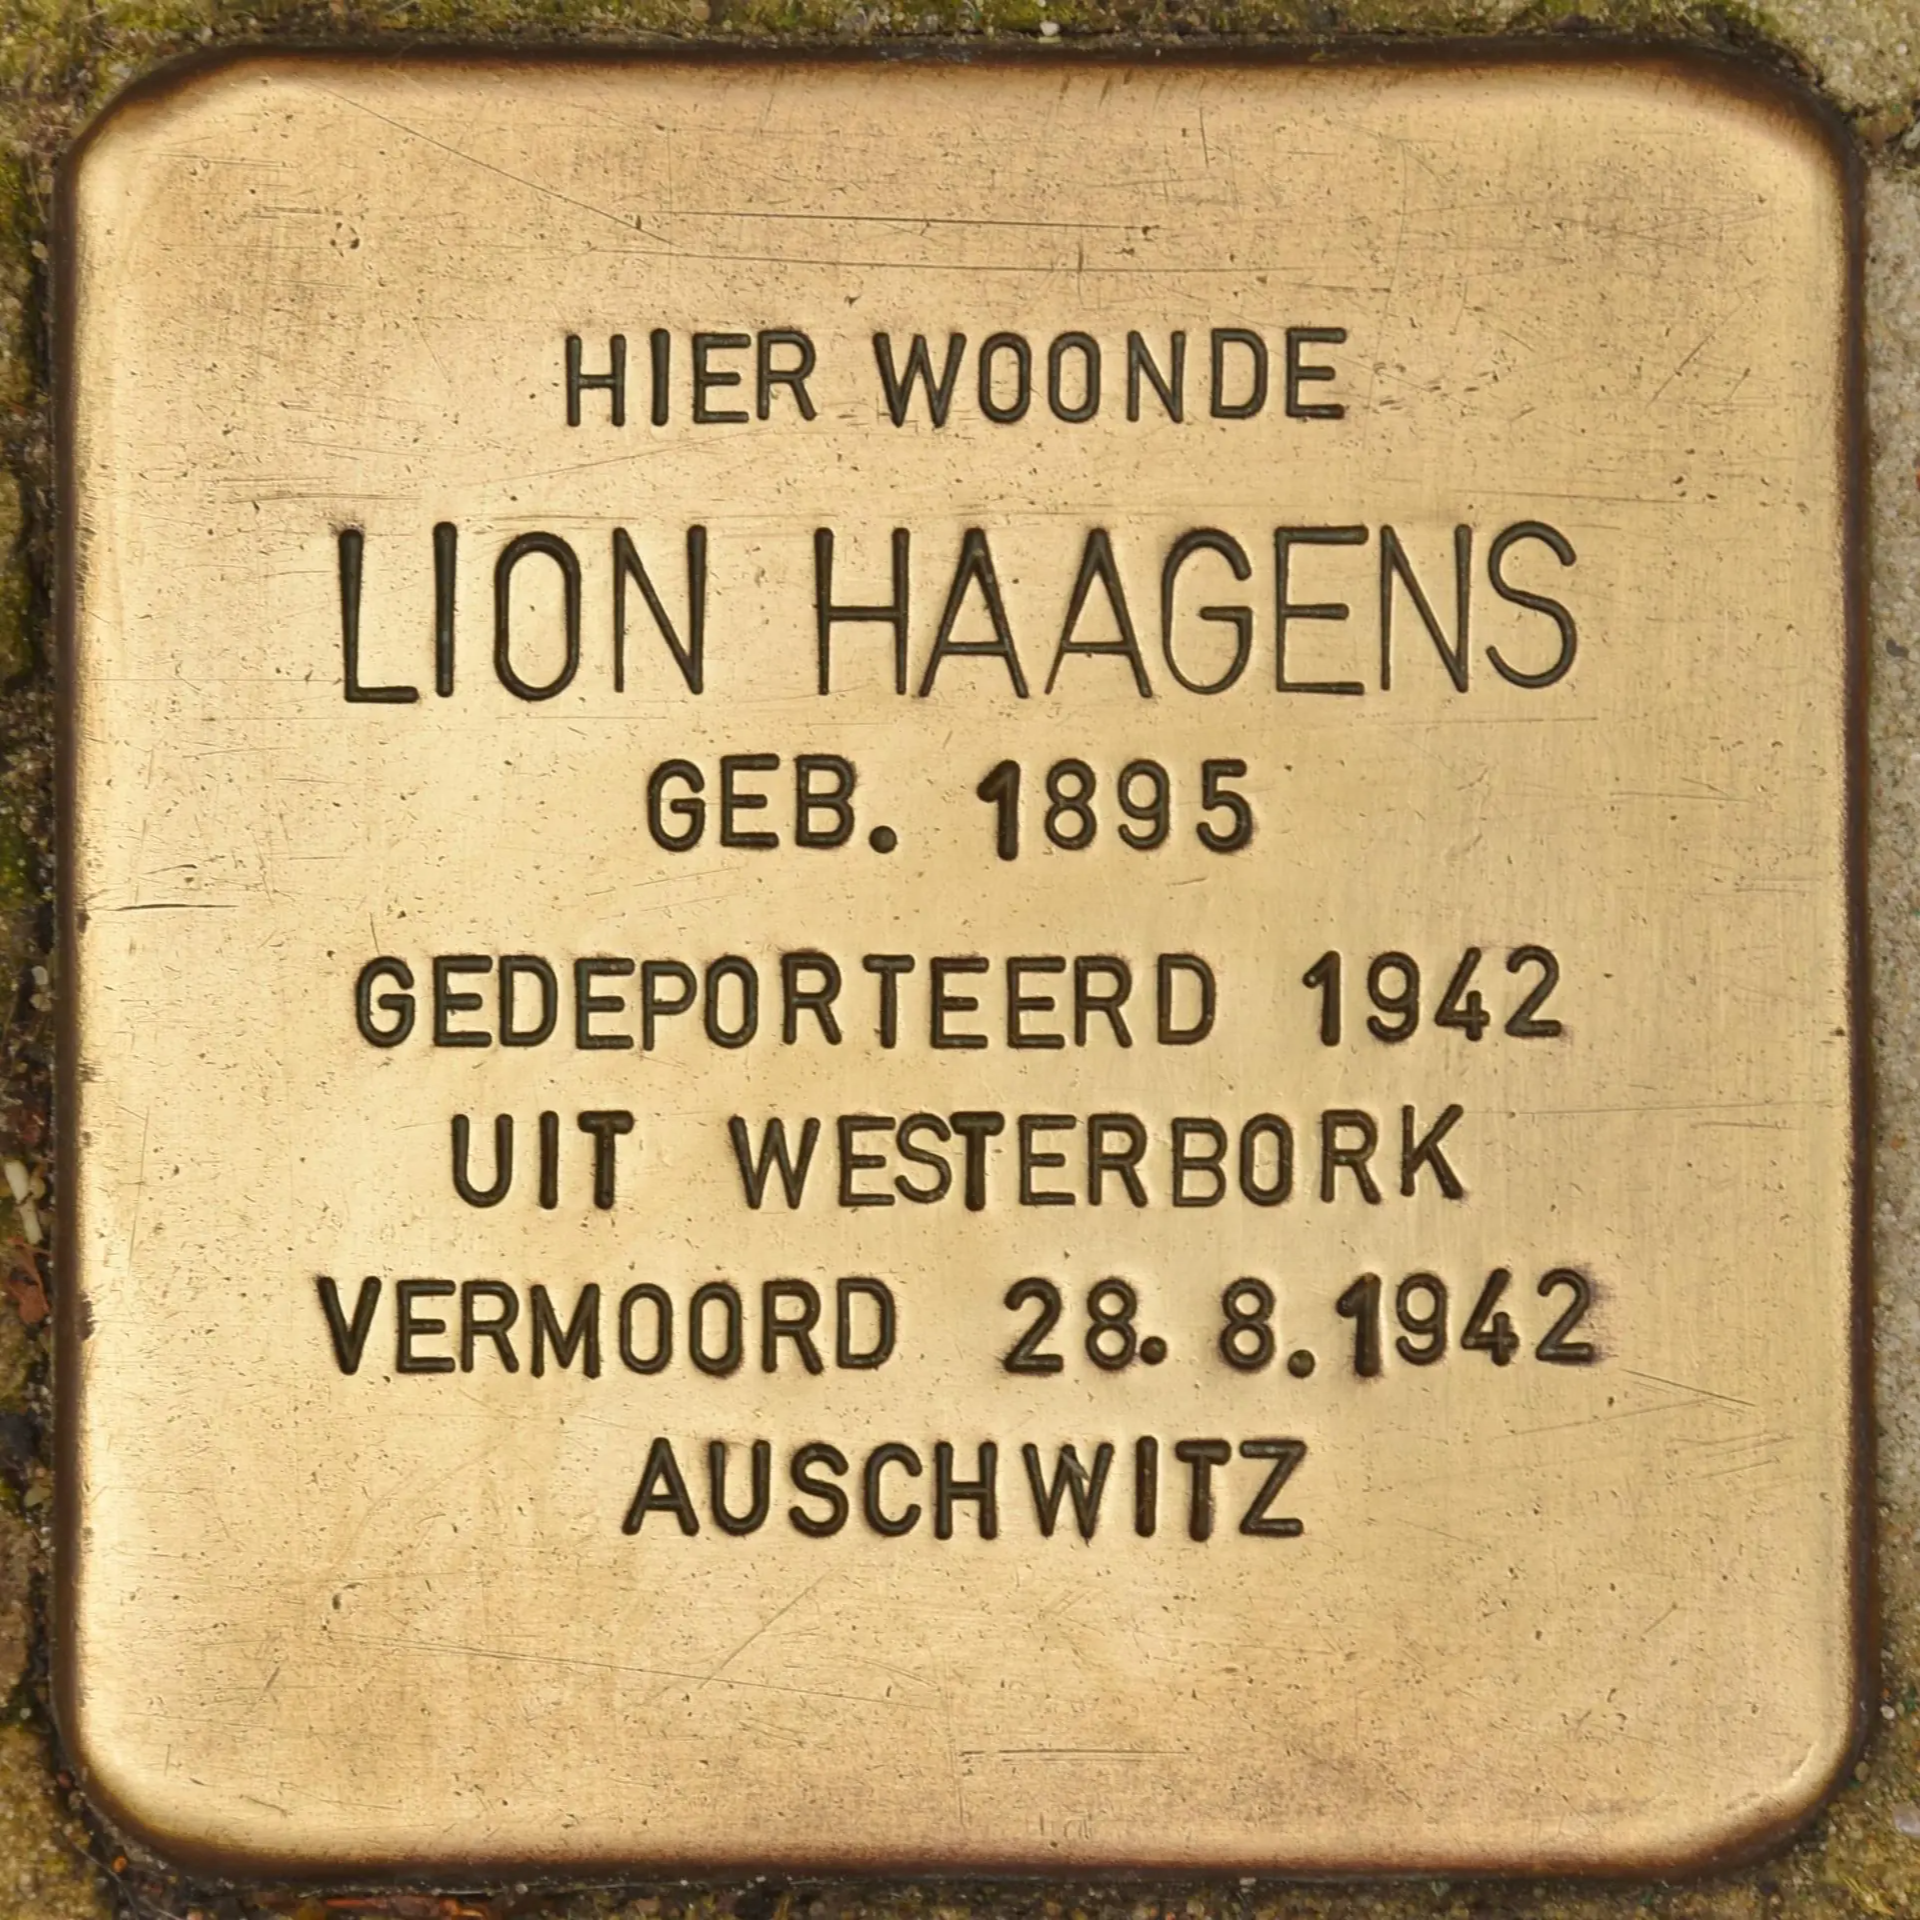 HIER WOONDE
LION HAAGENS
GEB. 1895
GEDEPORTEERD 1942
UIT WESTERBORK
VERMOORD 28.8.1942
AUSCHWITZ